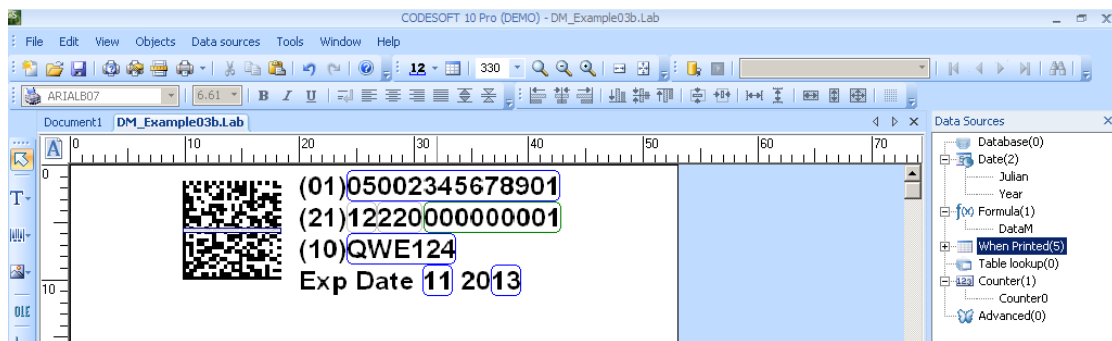 CODESOFT 10 Pro (DEMO) - DM_Example03b.Lab
File Edit View Objects Data sources Tools Window Help
12 330
ARIALB07 6.61 B I U
Document1 DM_Example03b.Lab
Data Sources
A 0 10 20 30 40 50 60 70
0
10
T
OLE
(01)05002345678901
(21)12220000000001
(10)QWE124
Exp Date 11 2013
Database(0)
Date(2)
Julian
Year
f(x) Formula(1)
DataM
When Printed(5)
Table lookup(0)
123 Counter(1)
Counter0
Advanced(0)